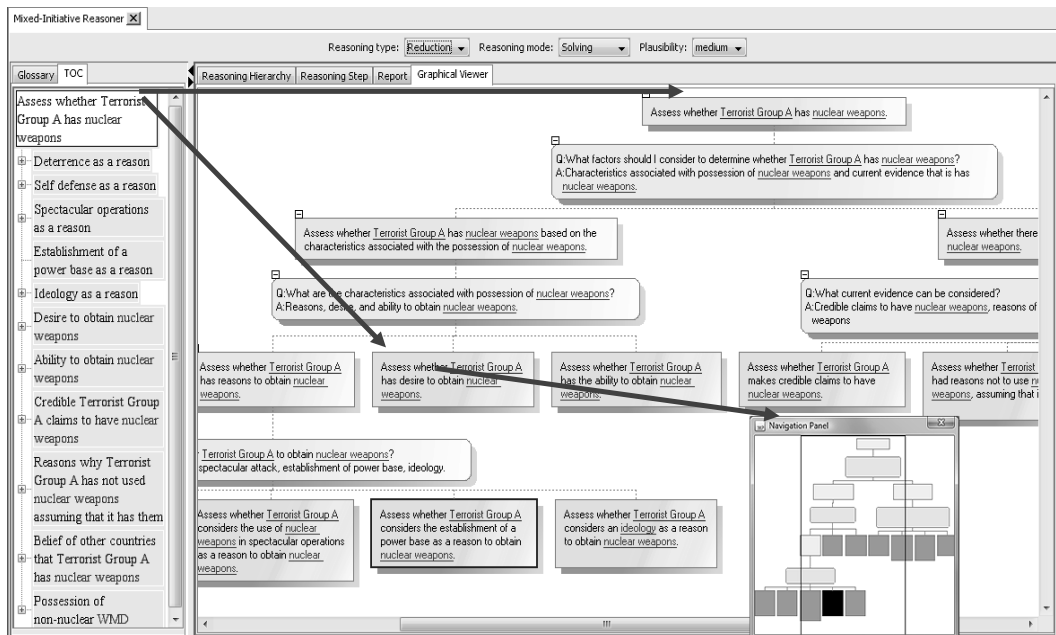 Mixed-Initiative Reasoner
Reasoning type: Reduction
Reasoning mode: Solving
Plausibility: medium
Glossary
TOC
Reasoning Hierarchy
Reasoning Step
Report
Graphical Viewer
Assess whether Terrorist
Group A has nuclear
weapons
Deterrence as a reason
Self defense as a reason
Spectacular operations
as a reason
Establishment of a
power base as a reason
Ideology as a reason
Desire to obtain nuclear
weapons
Ability to obtain nuclear
weapons
Credible Terrorist Group
A claims to have nuclear
weapons
Reasons why Terrorist
Group A has not used
nuclear weapons
assuming that it has them
Belief of other countries
that Terrorist Group A
has nuclear weapons
Possession of
non-nuclear WMD
Assess whether Terrorist Group A has nuclear weapons.
Q:What factors should I consider to determine whether Terrorist Group A has nuclear weapons?
A:Characteristics associated with possession of nuclear weapons and current evidence that is has
nuclear weapons.
Assess whether Terrorist Group A has nuclear weapons based on the
characteristics associated with the possession of nuclear weapons.
Assess whether there
nuclear weapons.
Q:What are the characteristics associated with possession of nuclear weapons?
A:Reasons, desire, and ability to obtain nuclear weapons.
Q:What current evidence can be considered?
A:Credible claims to have nuclear weapons, reasons of
weapons
Assess whether Terrorist Group A
has reasons to obtain nuclear
weapons.
Assess whether Terrorist Group A
has desire to obtain nuclear
weapons.
Assess whether Terrorist Group A
has the ability to obtain nuclear
weapons.
Assess whether Terrorist Group A
makes credible claims to have
nuclear weapons.
Assess whether Terrorist
had reasons not to use
weapons, assuming that i
Terrorist Group A to obtain nuclear weapons?
spectacular attack, establishment of power base, ideology.
Assess whether Terrorist Group A
considers the use of nuclear
weapons in spectacular operations
as a reason to obtain nuclear
weapons.
Assess whether Terrorist Group A
considers the establishment of a
power base as a reason to obtain
nuclear weapons.
Assess whether Terrorist Group A
considers an ideology as a reason
to obtain nuclear weapons.
Navigation Panel